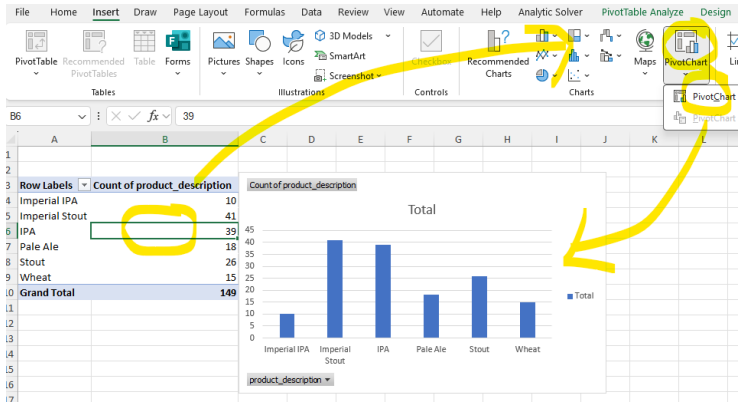 File Home Insert Draw Page Layout Formulas Data Review View Automate Help Analytic Solver PivotTable Analyze Design
PivotTable Recommended PivotTables Table Forms Pictures Shapes Icons 3D Models SmartArt Screenshot Checkbox Recommended Charts Maps PivotChart
Tables Illustrations Controls Charts
PivotChart
PivotChart
B6 fx 39
A B C D E F G H I J K L
1
2
3 Row Labels Count of product_description
4 Imperial IPA 10
5 Imperial Stout 41
6 IPA 39
7 Pale Ale 18
8 Stout 26
9 Wheat 15
10 Grand Total 149
11
12
13
14
15
16
17
Count of product_description
Total
45
40
35
30
25
20
15
10
5
0
Imperial IPA Imperial Stout IPA Pale Ale Stout Wheat
Total
product_description